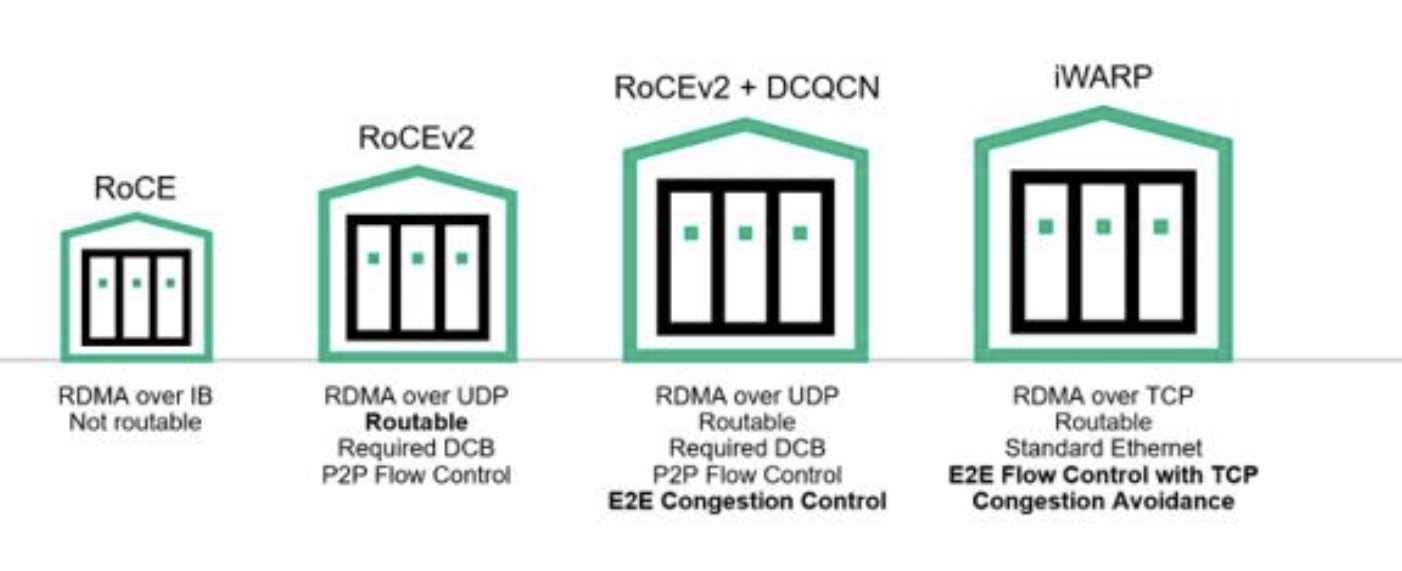 RoCE
RDMA over IB
Not routable
RoCEv2
RDMA over UDP
Routable
Required DCB
P2P Flow Control
RoCEv2 + DCQCN
RDMA over UDP
Routable
Required DCB
P2P Flow Control
E2E Congestion Control
iWARP
RDMA over TCP
Routable
Standard Ethernet
E2E Flow Control with TCP
Congestion Avoidance